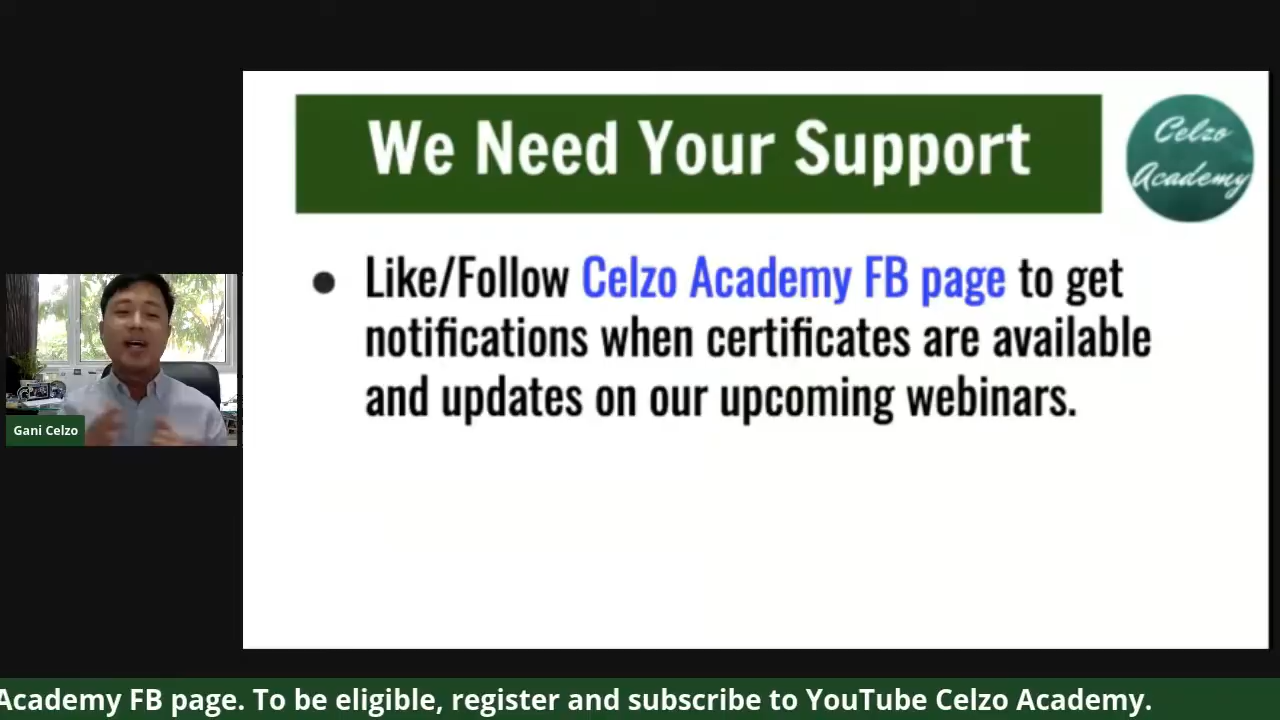 We Need Your Support
Celzo
Academy
● Like/Follow Celzo Academy FB page to get
notifications when certificates are available
and updates on our upcoming webinars.
Gani Celzo
Academy FB page. To be eligible, register and subscribe to YouTube Celzo Academy.